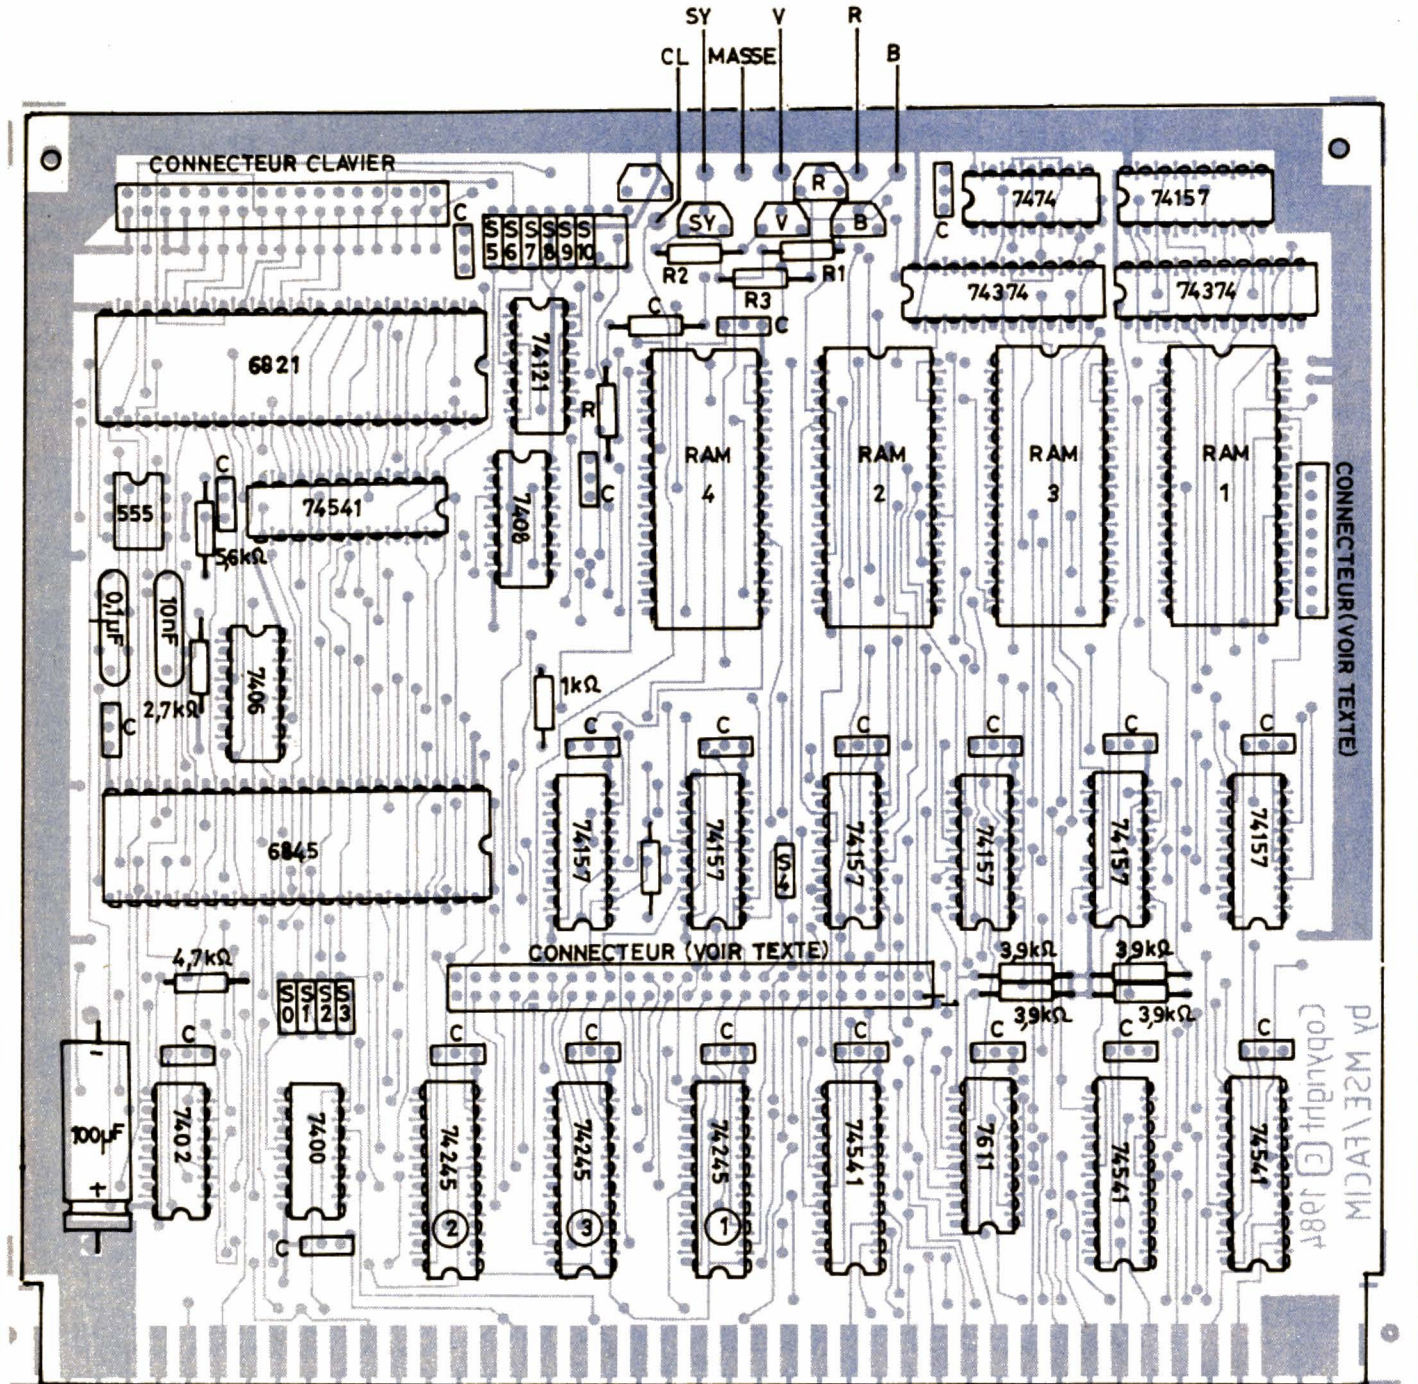 SY V R
CL MASSE B
CONNECTEUR CLAVIER
R
7474
74157
C
S5 S6 S7 S8 S9 S10
SY
V
B
C
R2
R1
R3
74374
74374
C
C
6821
74121
R
RAM 4
RAM 2
RAM 3
RAM 1
CONNECTEUR (VOIR TEXTE)
C
C
555
74541
7408
5,6kΩ
0,1µF
10nF
2,7kΩ
7406
1kΩ
C
C
C
C
C
C
C
6845
74157
74157
74157
74157
74157
74157
CONNECTEUR (VOIR TEXTE)
4,7kΩ
3,9kΩ
3,9kΩ
S0 S1 S2 S3
3,9kΩ
3,9kΩ
C
C
C
C
C
C
C
C
-
100µF
+
7402
7400
74245
2
74245
3
74245
1
74541
7611
74541
74541
C
Copyright C 1984
by MSE/EACIM